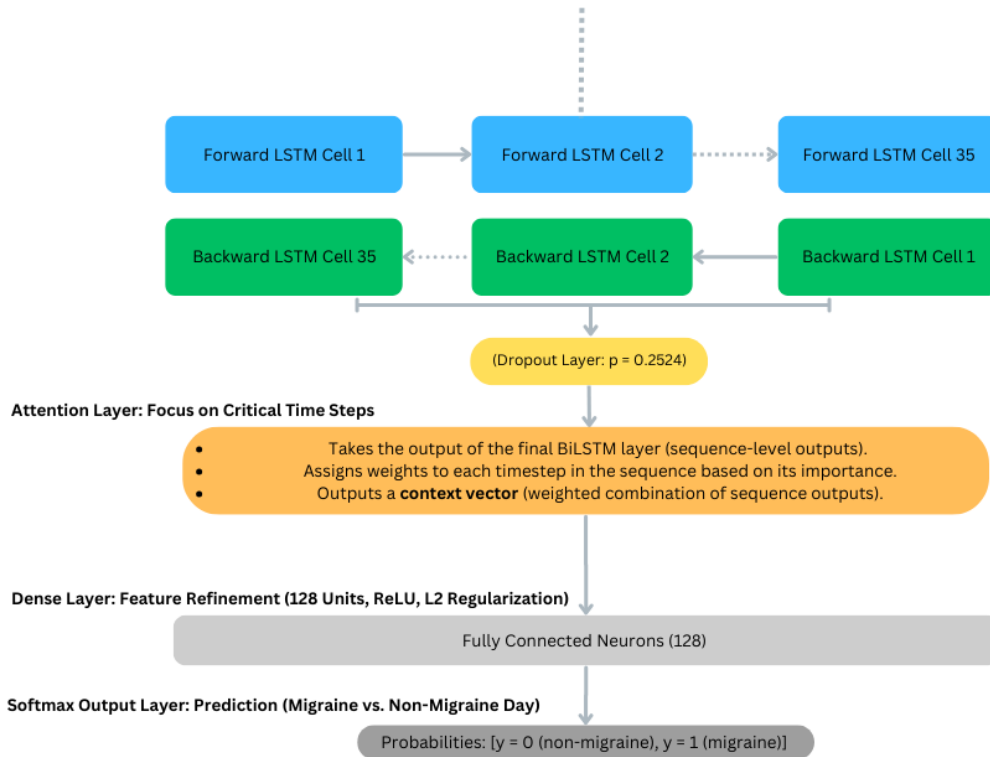 Forward LSTM Cell 1
Forward LSTM Cell 2
Forward LSTM Cell 35
Backward LSTM Cell 35
Backward LSTM Cell 2
Backward LSTM Cell 1
(Dropout Layer: p = 0.2524)
Attention Layer: Focus on Critical Time Steps
• Takes the output of the final BiLSTM layer (sequence-level outputs).
• Assigns weights to each timestep in the sequence based on its importance.
• Outputs a context vector (weighted combination of sequence outputs).
Dense Layer: Feature Refinement (128 Units, ReLU, L2 Regularization)
Fully Connected Neurons (128)
Softmax Output Layer: Prediction (Migraine vs. Non-Migraine Day)
Probabilities: [y = 0 (non-migraine), y = 1 (migraine)]